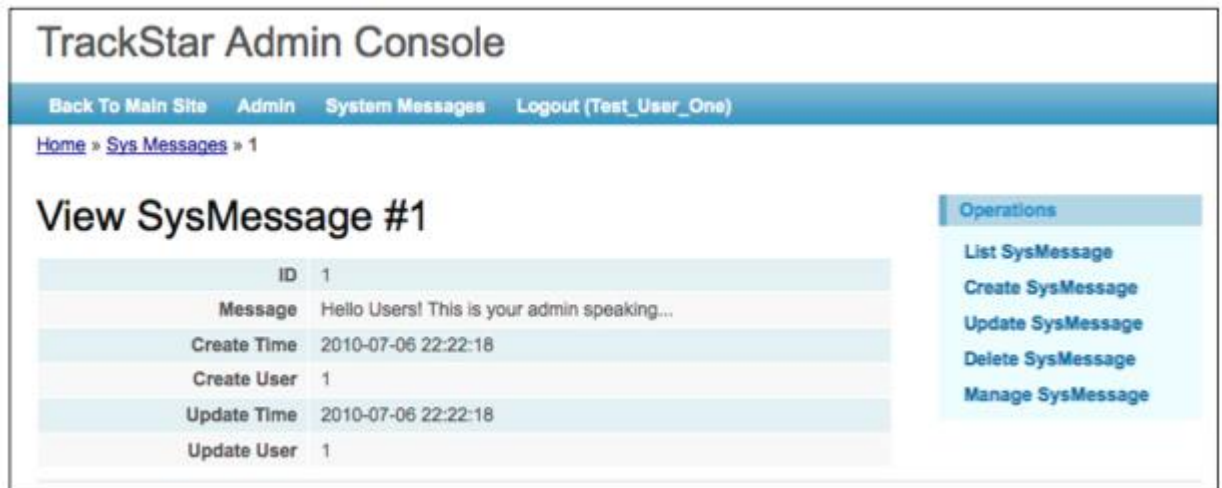 TrackStar Admin Console
Back To Main Site Admin System Messages Logout (Test_User_One)
Home » Sys Messages » 1
View SysMessage #1
ID 1
Message Hello Users! This is your admin speaking...
Create Time 2010-07-06 22:22:18
Create User 1
Update Time 2010-07-06 22:22:18
Update User 1
Operations
List SysMessage
Create SysMessage
Update SysMessage
Delete SysMessage
Manage SysMessage